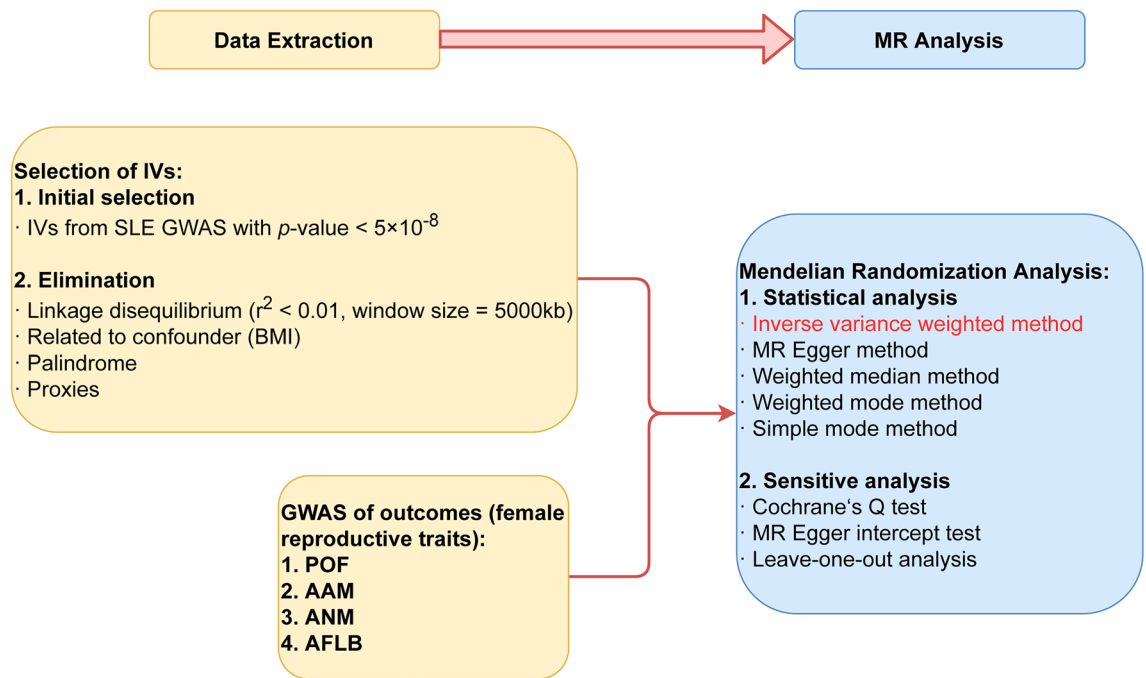 Data Extraction
MR Analysis
Selection of IVs:
1. Initial selection
· IVs from SLE GWAS with p-value < 5×10⁻⁸
2. Elimination
· Linkage disequilibrium (r² < 0.01, window size = 5000kb)
· Related to confounder (BMI)
· Palindrome
· Proxies
GWAS of outcomes (female
reproductive traits):
1. POF
2. AAM
3. ANM
4. AFLB
Mendelian Randomization Analysis:
1. Statistical analysis
· Inverse variance weighted method
· MR Egger method
· Weighted median method
· Weighted mode method
· Simple mode method
2. Sensitive analysis
· Cochrane‘s Q test
· MR Egger intercept test
· Leave-one-out analysis